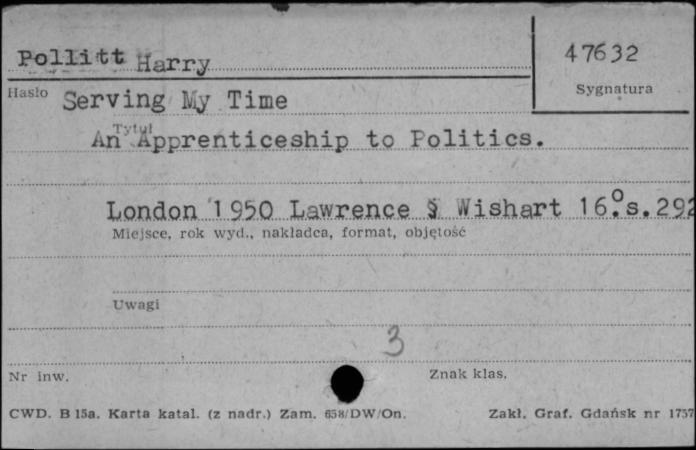 Pollitt Harry
47632
Hasło
Sygnatura
Serving My Time
Tytuł
An Apprenticeship to Politics.
London 1950 Lawrence § Wishart 16.° s. 292
Miejsce, rok wyd., nakładca, format, objętość
Uwagi
3
Nr inw.
Znak klas.
CWD. B 15a. Karta katal. (z nadr.) Zam. 658/DW/On.
Zakł. Graf. Gdańsk nr 1757